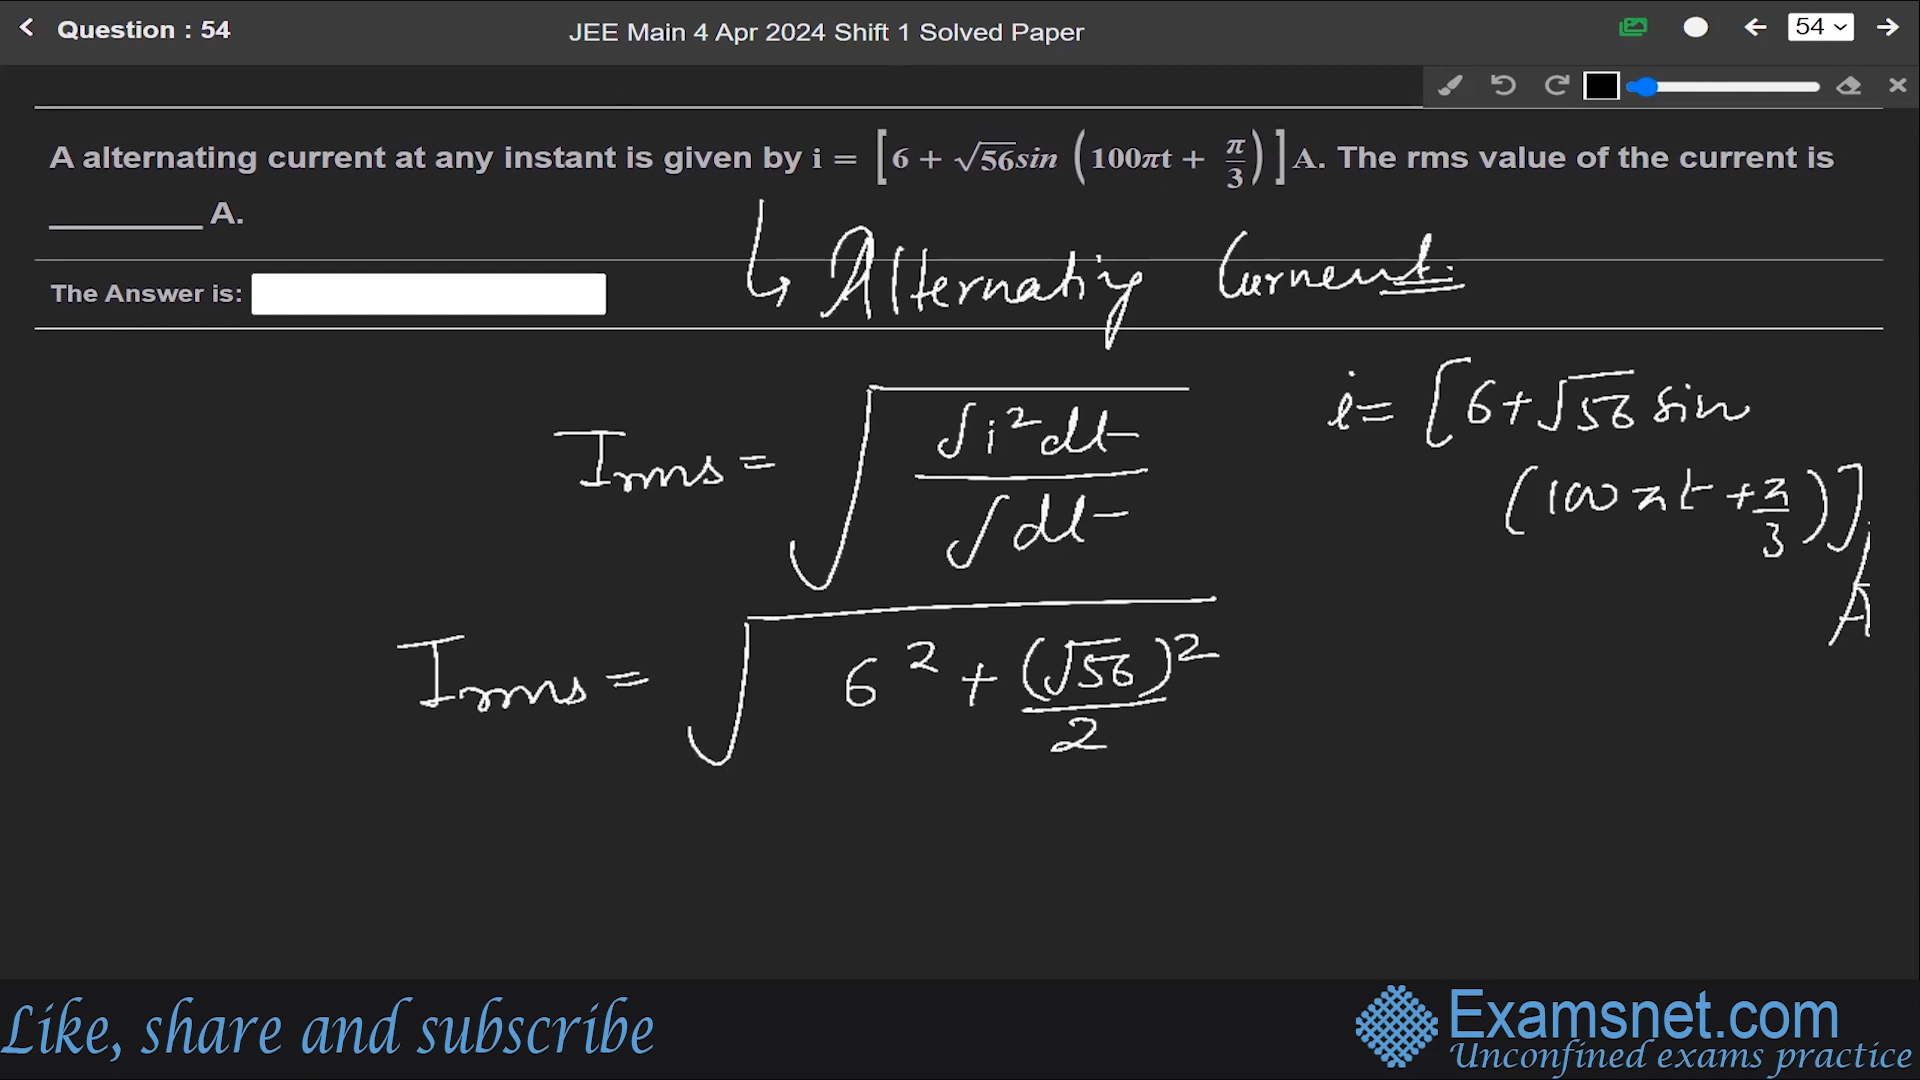 Question : 54
JEE Main 4 Apr 2024 Shift 1 Solved Paper
54
A alternating current at any instant is given by i = [6 + √56sin (100πt + π/3)]A. The rms value of the current is
_________ A.
The Answer is:
↳ Alternating Current.
Irms = √(∫i²dt / ∫dt)
i = [6 + √56 sin
(100πt + π/3)]
A
Irms = √(6² + (√56)²/2)
Like, share and subscribe
Examsnet.com
Unconfined exams practice